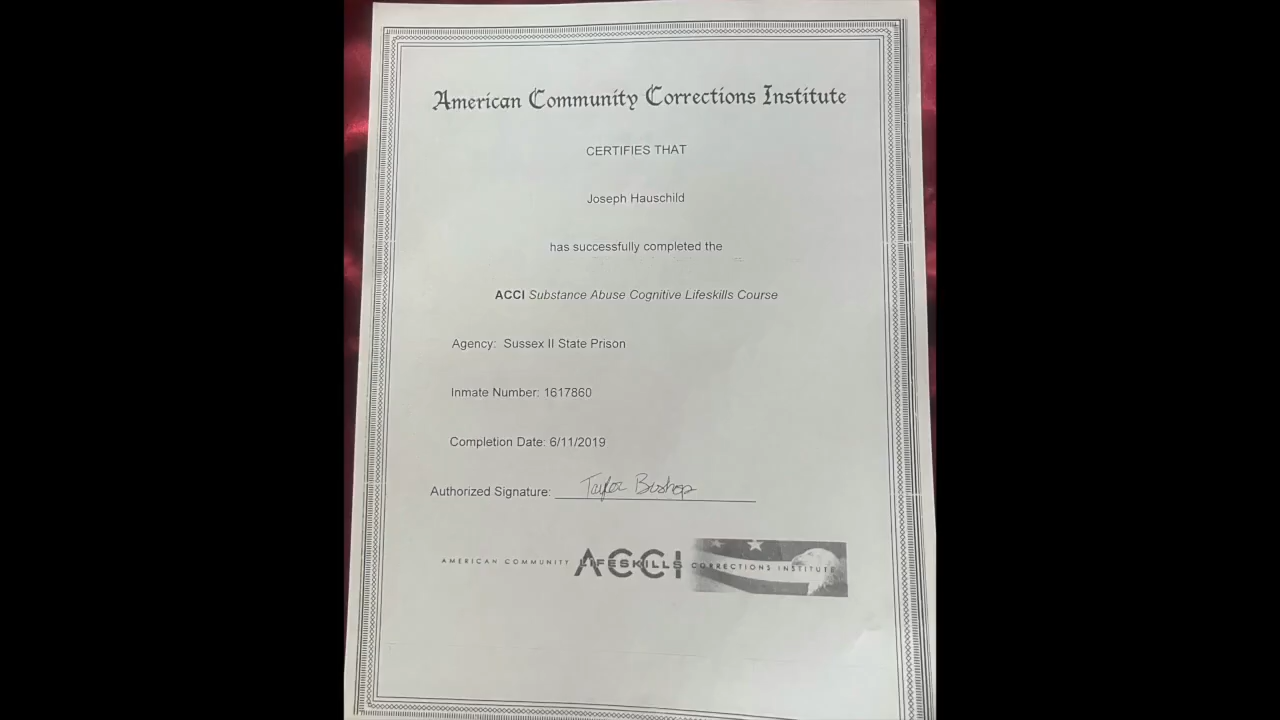 American Community Corrections Institute
CERTIFIES THAT
Joseph Hauschild
has successfully completed the
ACCI Substance Abuse Cognitive Lifeskills Course
Agency: Sussex II State Prison
Inmate Number: 1617860
Completion Date: 6/11/2019
Authorized Signature: Taylor Bishop
AMERICAN COMMUNITY ACCI LIFESKILLS CORRECTIONS INSTITUTE